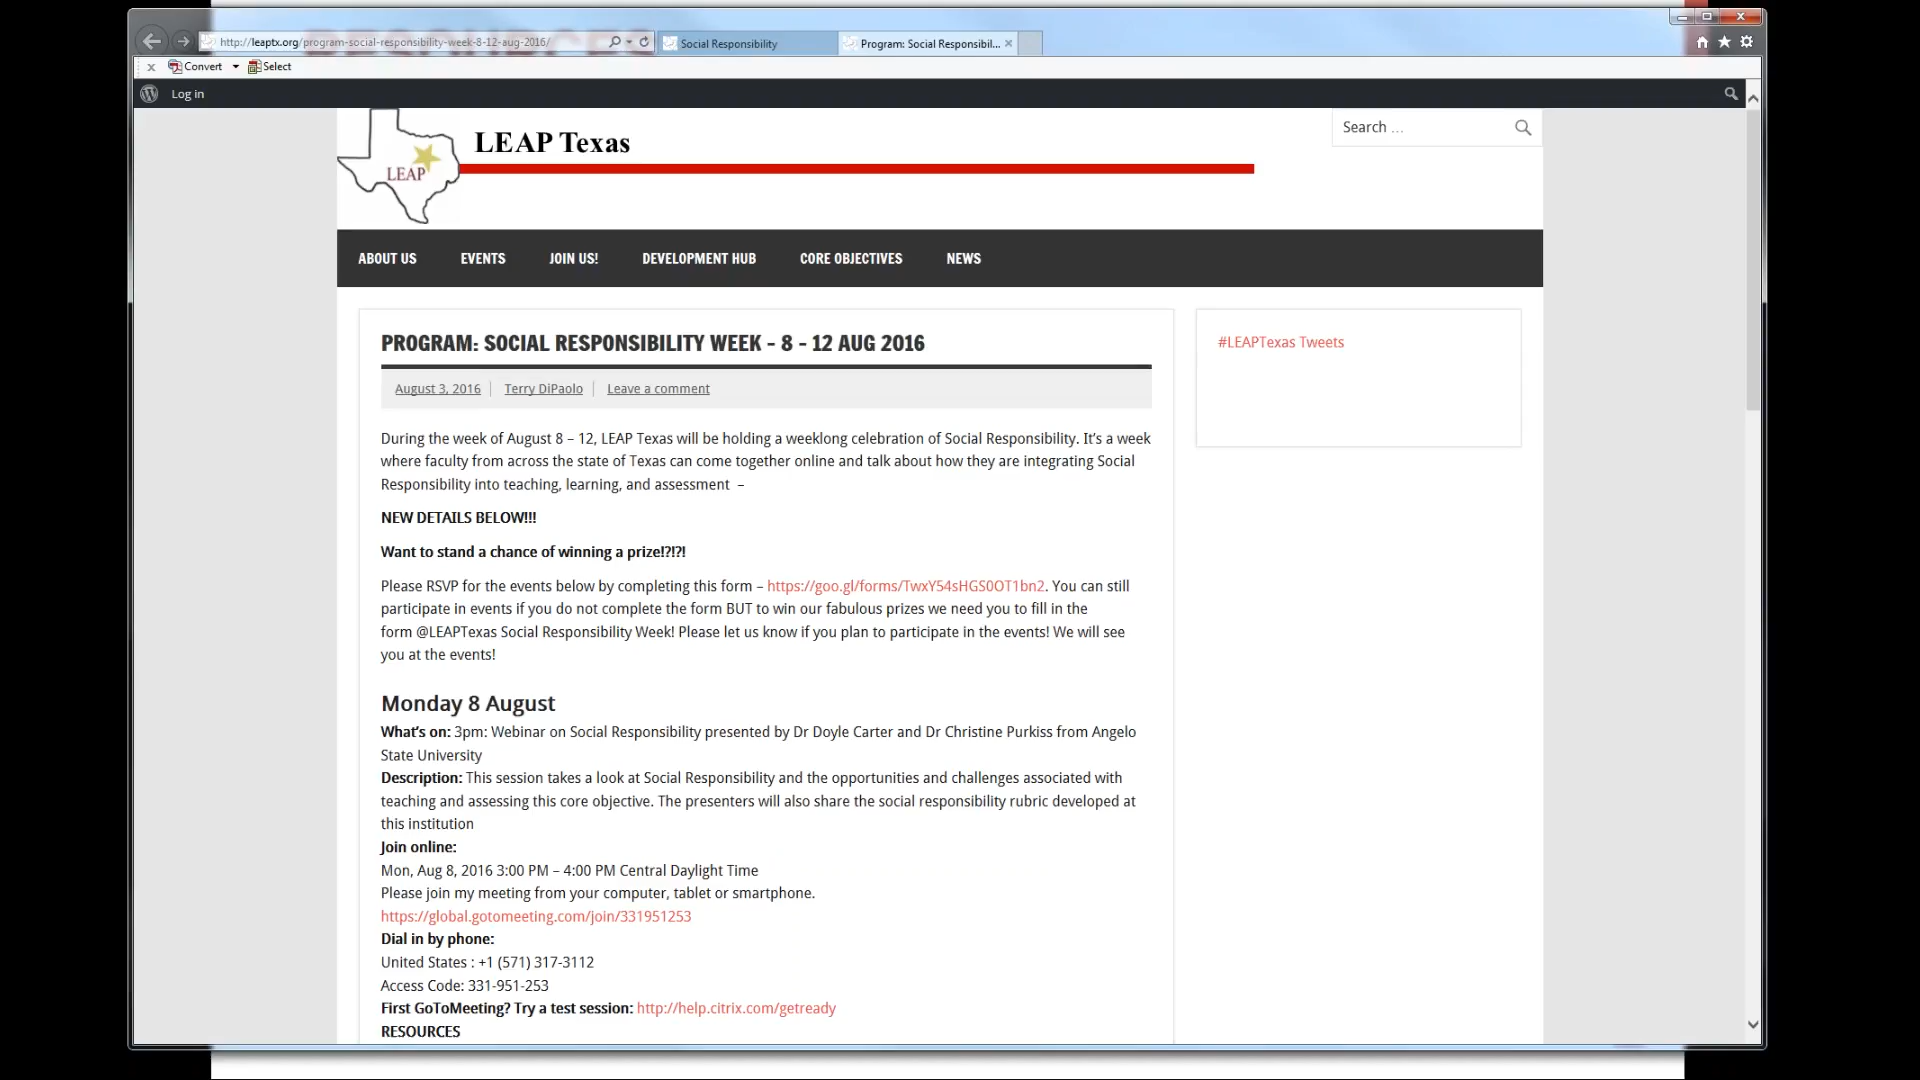 http://leaptx.org/program-social-responsibility-week-8-12-aug-2016/
Social Responsibility
Program: Social Responsibil...
x Convert Select
Log in
LEAP
LEAP Texas
Search ...
ABOUT US EVENTS JOIN US! DEVELOPMENT HUB CORE OBJECTIVES NEWS
PROGRAM: SOCIAL RESPONSIBILITY WEEK – 8 – 12 AUG 2016
August 3, 2016 Terry DiPaolo Leave a comment
#LEAPTexas Tweets
During the week of August 8 – 12, LEAP Texas will be holding a weeklong celebration of Social Responsibility. It’s a week
where faculty from across the state of Texas can come together online and talk about how they are integrating Social
Responsibility into teaching, learning, and assessment –
NEW DETAILS BELOW!!!
Want to stand a chance of winning a prize!?!?!
Please RSVP for the events below by completing this form – https://goo.gl/forms/TwxY54sHGS0OT1bn2. You can still
participate in events if you do not complete the form BUT to win our fabulous prizes we need you to fill in the
form @LEAPTexas Social Responsibility Week! Please let us know if you plan to participate in the events! We will see
you at the events!
Monday 8 August
What’s on: 3pm: Webinar on Social Responsibility presented by Dr Doyle Carter and Dr Christine Purkiss from Angelo
State University
Description: This session takes a look at Social Responsibility and the opportunities and challenges associated with
teaching and assessing this core objective. The presenters will also share the social responsibility rubric developed at
this institution
Join online:
Mon, Aug 8, 2016 3:00 PM – 4:00 PM Central Daylight Time
Please join my meeting from your computer, tablet or smartphone.
https://global.gotomeeting.com/join/331951253
Dial in by phone:
United States : +1 (571) 317-3112
Access Code: 331-951-253
First GoToMeeting? Try a test session: http://help.citrix.com/getready
RESOURCES